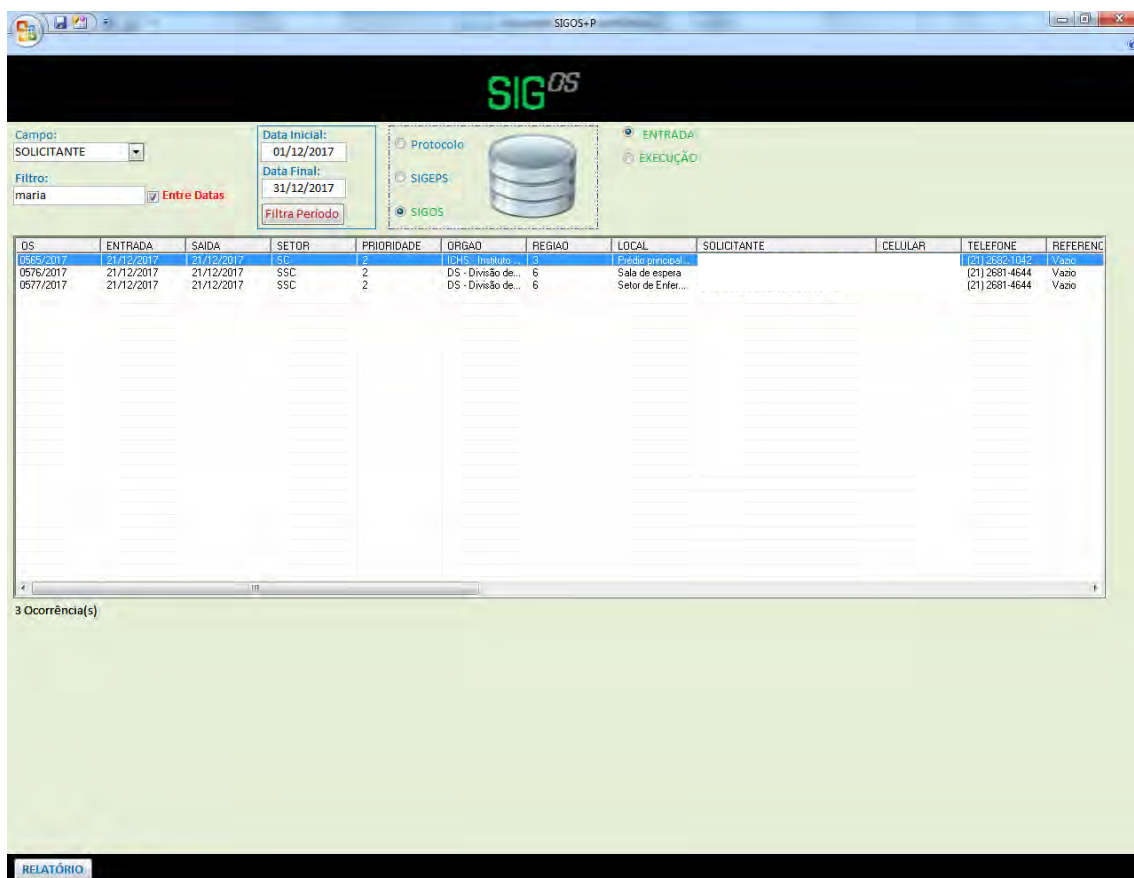 SIGOS+P
SIGOS
Campo:
SOLICITANTE
Filtro:
maria
Entre Datas
Data Inicial:
01/12/2017
Data Final:
31/12/2017
Filtra Período
Protocolo
SIGEPS
SIGOS
ENTRADA
EXECUÇÃO
OS ENTRADA SAIDA SETOR PRIORIDADE ORGAO REGIAO LOCAL SOLICITANTE CELULAR TELEFONE REFERENC
0565/2017 21/12/2017 21/12/2017 SC 2 ICHS - Instituto ... 3 Prédio principal... (21) 2682-1042 Vazio
0576/2017 21/12/2017 21/12/2017 SSC 2 DS - Divisão de... 6 Sala de espera (21) 2681-4644 Vazio
0577/2017 21/12/2017 21/12/2017 SSC 2 DS - Divisão de... 6 Setor de Enfer... (21) 2681-4644 Vazio
3 Ocorrência(s)
RELATÓRIO